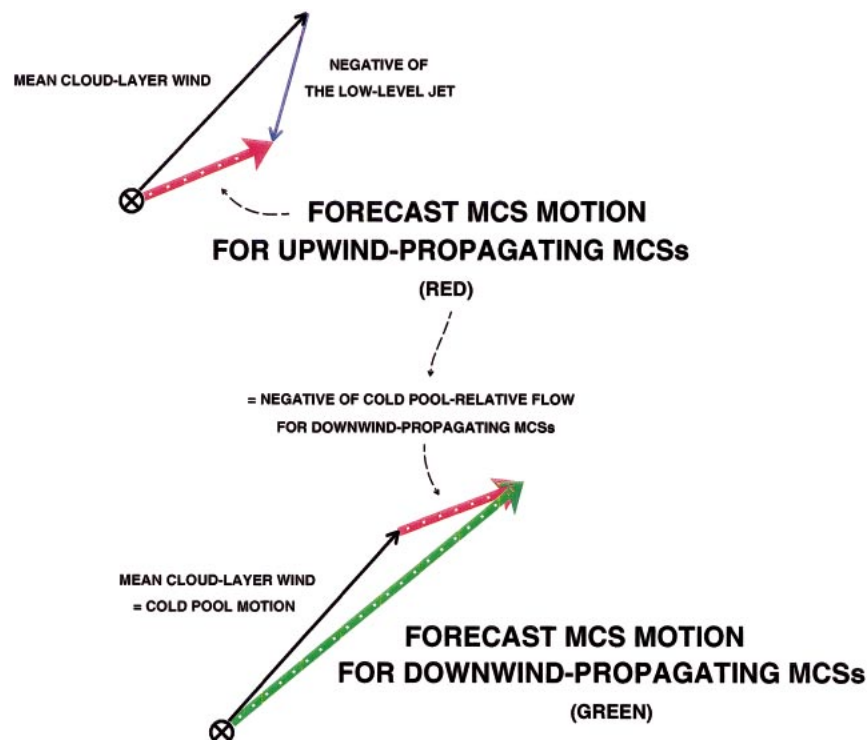 MEAN CLOUD-LAYER WIND
NEGATIVE OF
THE LOW-LEVEL JET
FORECAST MCS MOTION
FOR UPWIND-PROPAGATING MCSs
(RED)
= NEGATIVE OF COLD POOL-RELATIVE FLOW
FOR DOWNWIND-PROPAGATING MCSs
MEAN CLOUD-LAYER WIND
= COLD POOL MOTION
FORECAST MCS MOTION
FOR DOWNWIND-PROPAGATING MCSs
(GREEN)